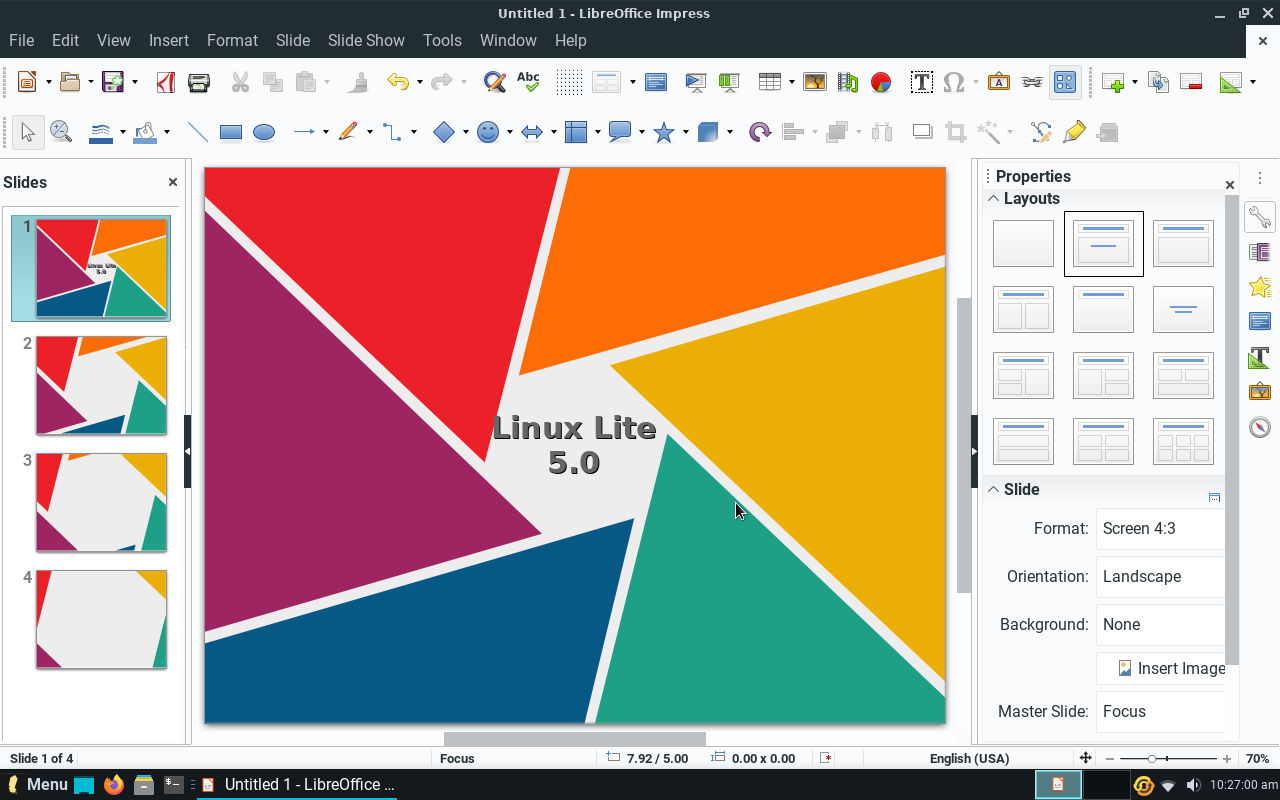 Untitled 1 - LibreOffice Impress
File Edit View Insert Format Slide Slide Show Tools Window Help
Abc
Slides
1
Linux Lite
5.0
2
3
4
Linux Lite
5.0
Properties
Layouts
Slide
Format: Screen 4:3
Orientation: Landscape
Background: None
Insert Image
Master Slide: Focus
Slide 1 of 4 Focus 7.92 / 5.00 0.00 x 0.00 English (USA) 70%
Menu Untitled 1 - LibreOffice ... 10:27:00 am